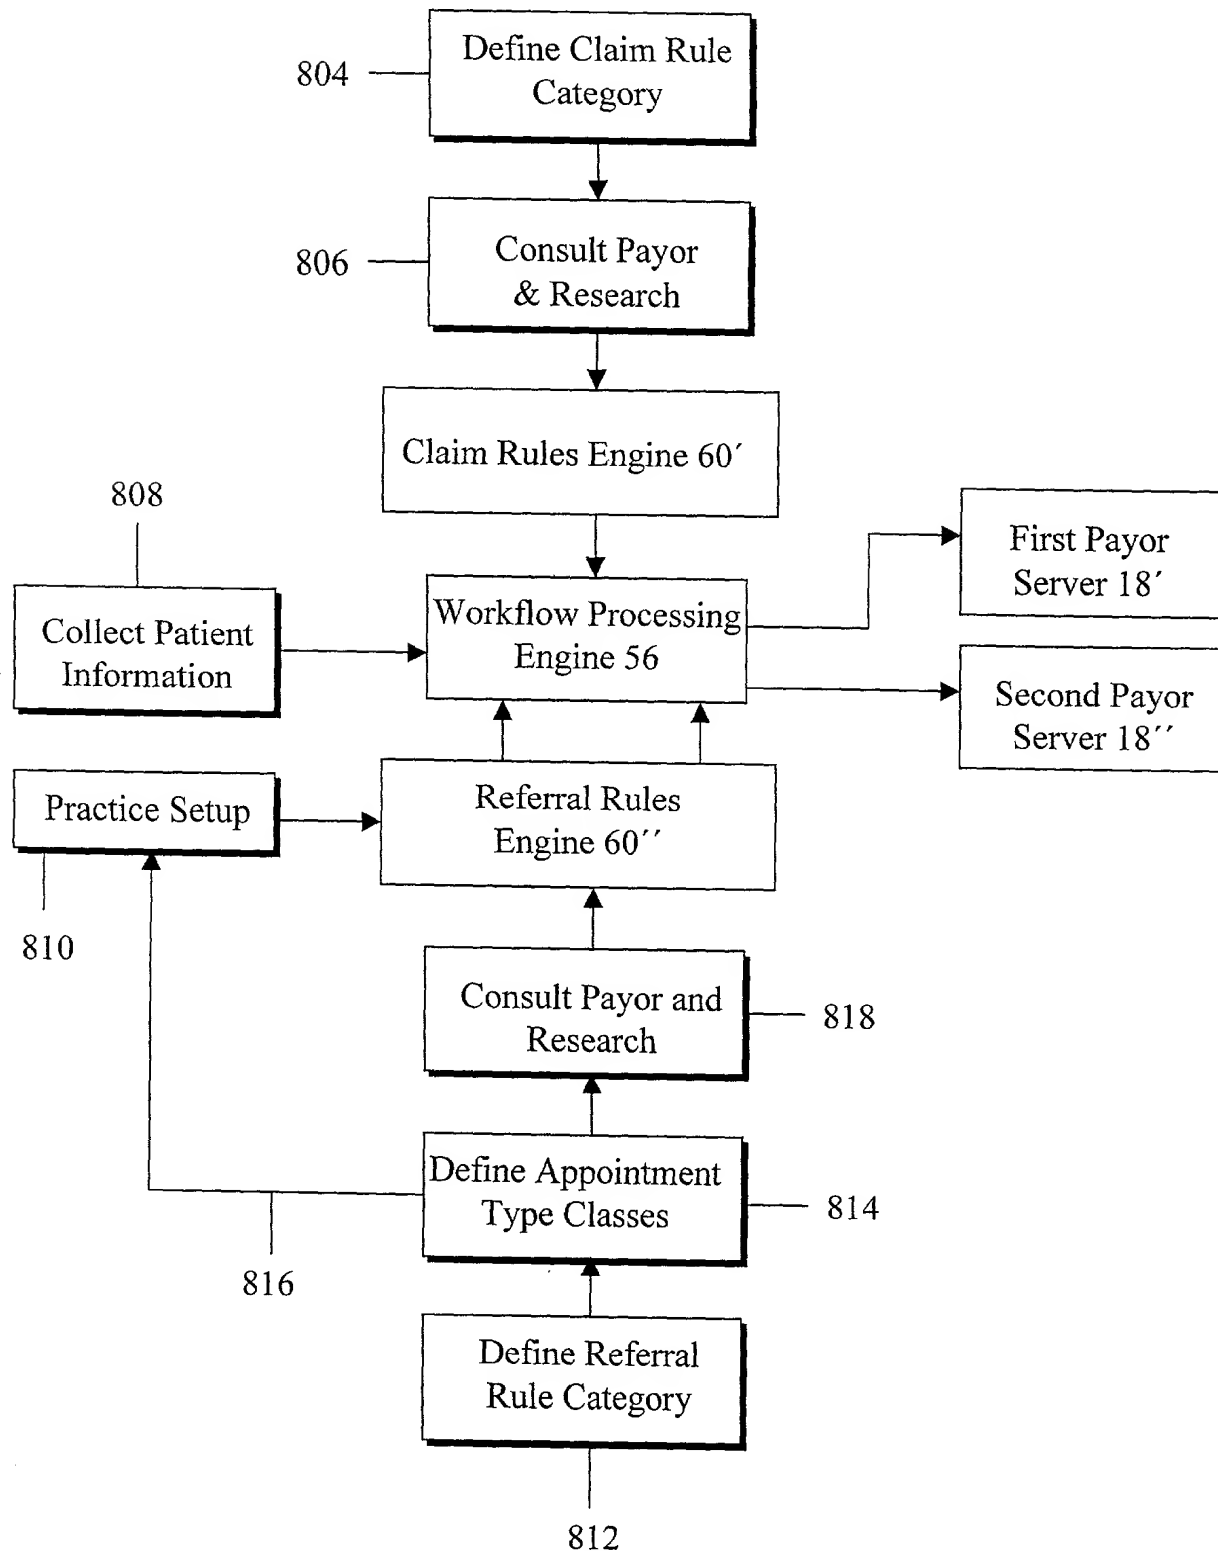 Define Claim Rule
Category
804
Consult Payor
& Research
806
Claim Rules Engine 60′
808
First Payor
Server 18′
Collect Patient
Information
Workflow Processing
Engine 56
Second Payor
Server 18′′
Practice Setup
810
Referral Rules
Engine 60′′
Consult Payor and
Research
818
Define Appointment
Type Classes
814
816
Define Referral
Rule Category
812